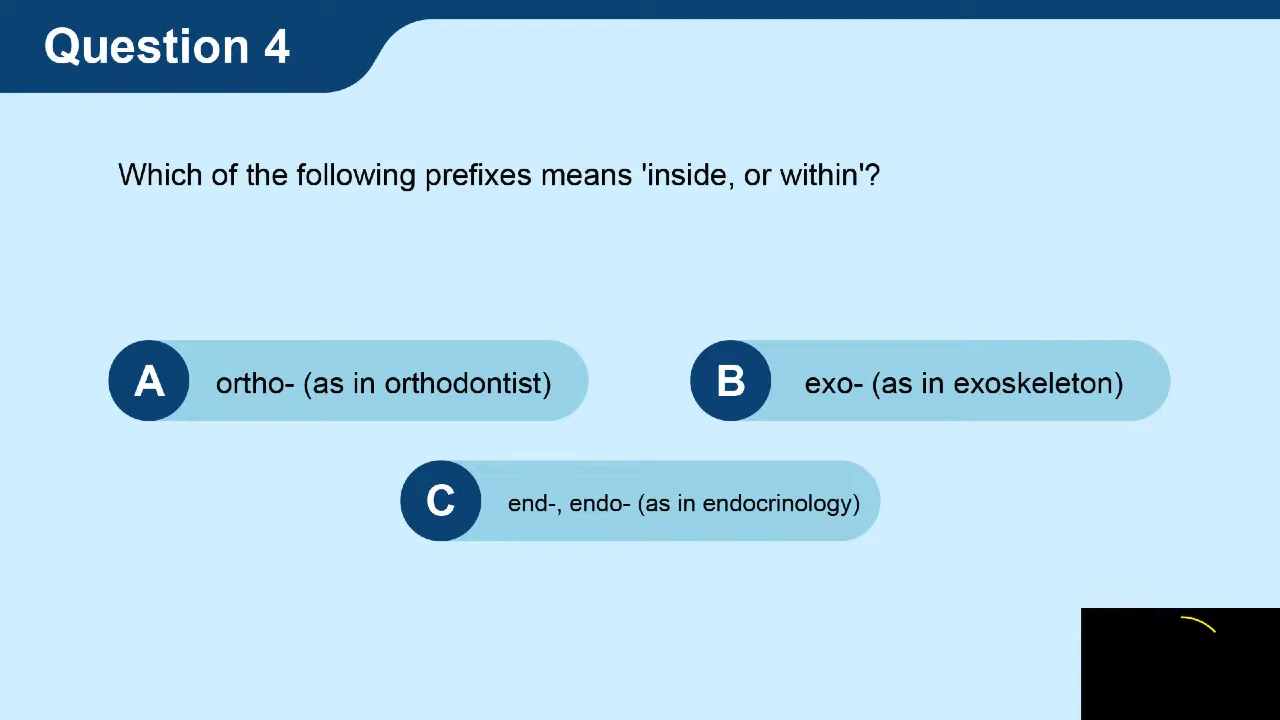 Question 4
Which of the following prefixes means 'inside, or within'?
A ortho- (as in orthodontist)
B exo- (as in exoskeleton)
C end-, endo- (as in endocrinology)